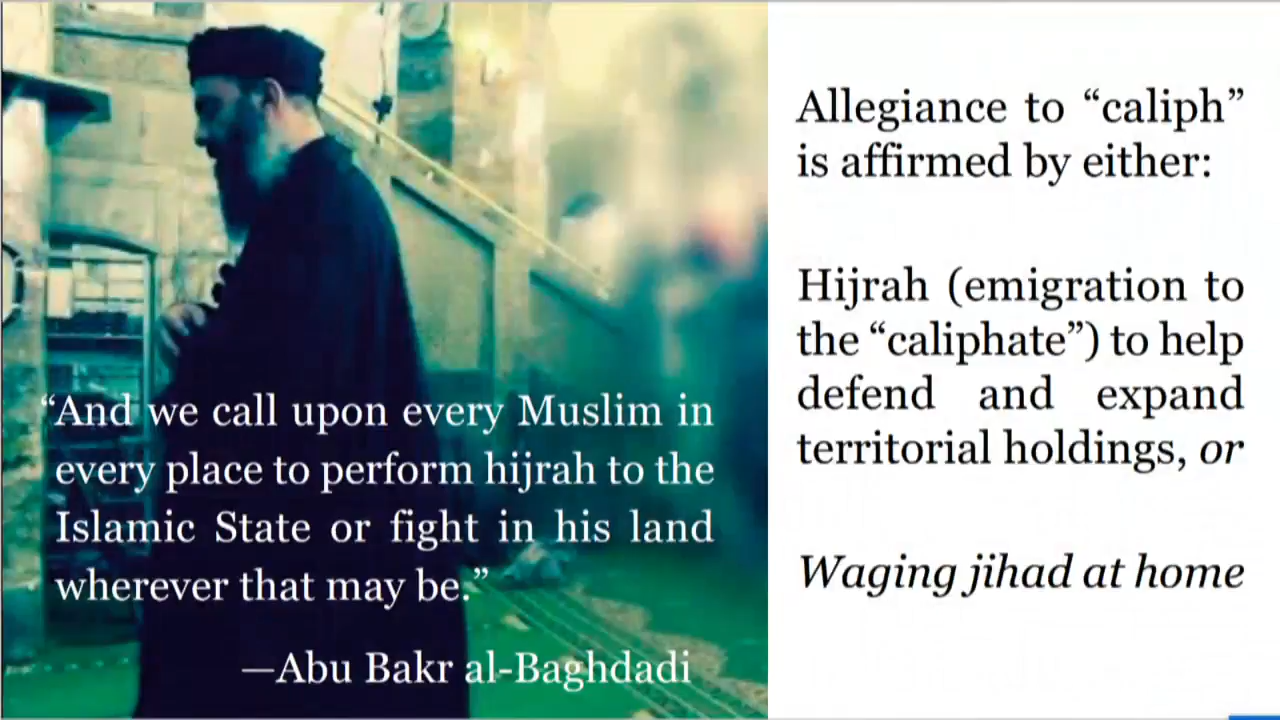 “And we call upon every Muslim in
every place to perform hijrah to the
Islamic State or fight in his land
wherever that may be.”
—Abu Bakr al-Baghdadi
Allegiance to “caliph”
is affirmed by either:
Hijrah (emigration to
the “caliphate”) to help
defend and expand
territorial holdings, or
Waging jihad at home